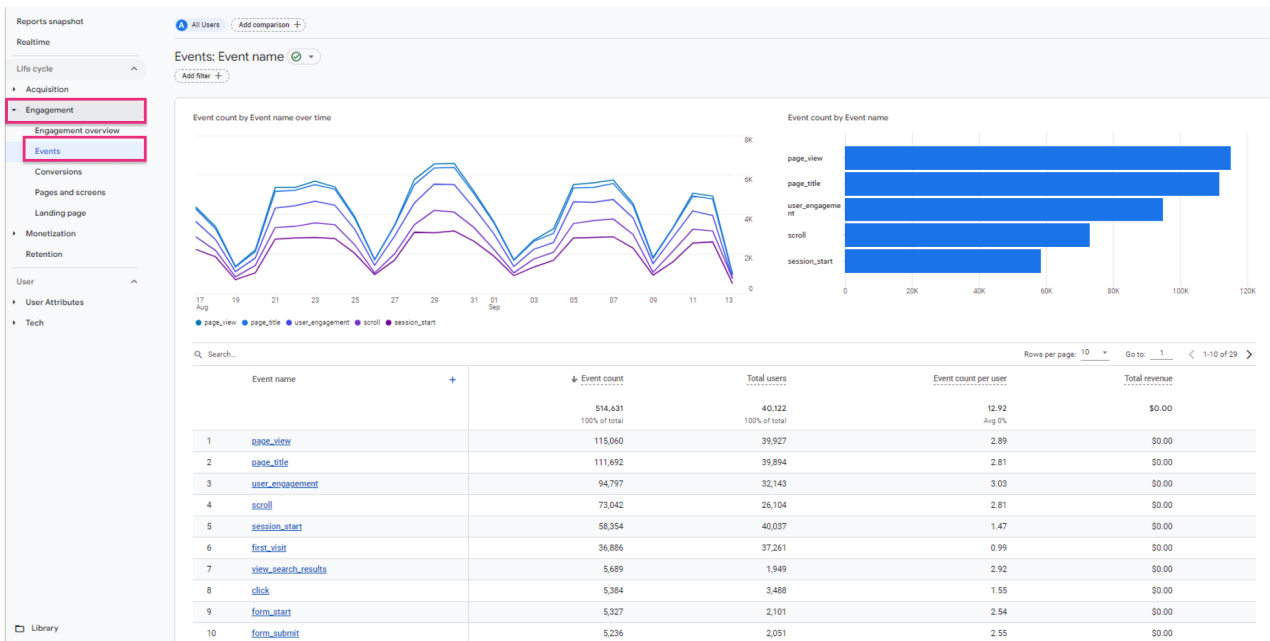 Reports snapshot
Realtime
Life cycle
Acquisition
Engagement
Engagement overview
Events
Conversions
Pages and screens
Landing page
Monetization
Retention
User
User Attributes
Tech
Library
A All Users Add comparison +
Events: Event name
Add filter +
Event count by Event name over time
8K
6K
4K
2K
0
17 19 21 23 25 27 29 31 01 03 05 07 09 11 13
Aug Sep
page_view page_title user_engagement scroll session_start
Event count by Event name
page_view
page_title
user_engageme
nt
scroll
session_start
0 20K 40K 60K 80K 100K 120K
Search... Rows per page: 10 Go to: 1 1-10 of 29
Event name + Event count Total users Event count per user Total revenue
514,631 40,122 12.92 $0.00
100% of total 100% of total Avg 0%
1 page_view 115,060 39,927 2.89 $0.00
2 page_title 111,692 39,894 2.81 $0.00
3 user_engagement 94,797 32,143 3.03 $0.00
4 scroll 73,042 26,104 2.81 $0.00
5 session_start 58,354 40,037 1.47 $0.00
6 first_visit 36,886 37,261 0.99 $0.00
7 view_search_results 5,689 1,949 2.92 $0.00
8 click 5,384 3,488 1.55 $0.00
9 form_start 5,327 2,101 2.54 $0.00
10 form_submit 5,236 2,051 2.55 $0.00